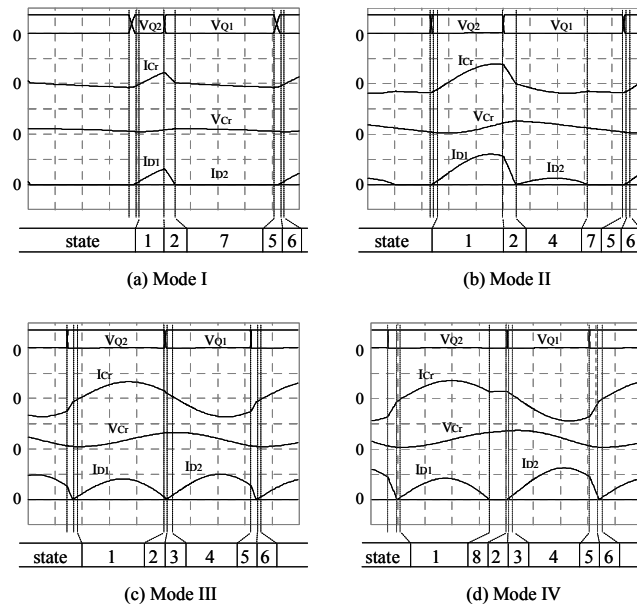 0 VQ2 VQ1
ICr
0
VCr
0
ID1 ID2
0
state 1 2 7 5 6
(a) Mode I
0 VQ2 VQ1
ICr
0
VCr
0
ID1 ID2
0
state 1 2 4 7 5 6
(b) Mode II
0 VQ2 VQ1
ICr
0
VCr
0
ID1 ID2
0
state 1 2 3 4 5 6
(c) Mode III
0 VQ2 VQ1
ICr
0
VCr
0
ID1 ID2
0
state 1 8 2 3 4 5 6
(d) Mode IV